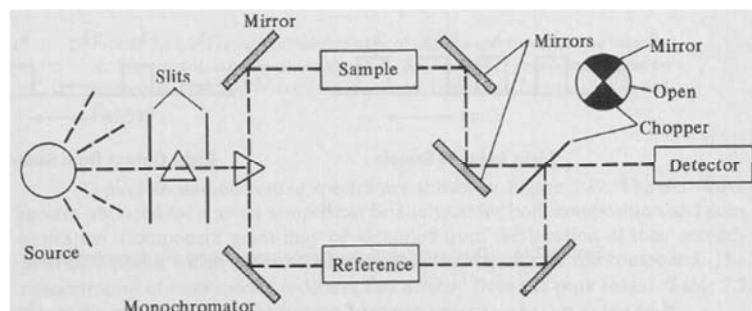 Mirror
Slits
Sample
Mirrors
Mirror
Open
Chopper
Detector
Source
Reference
Monochromator